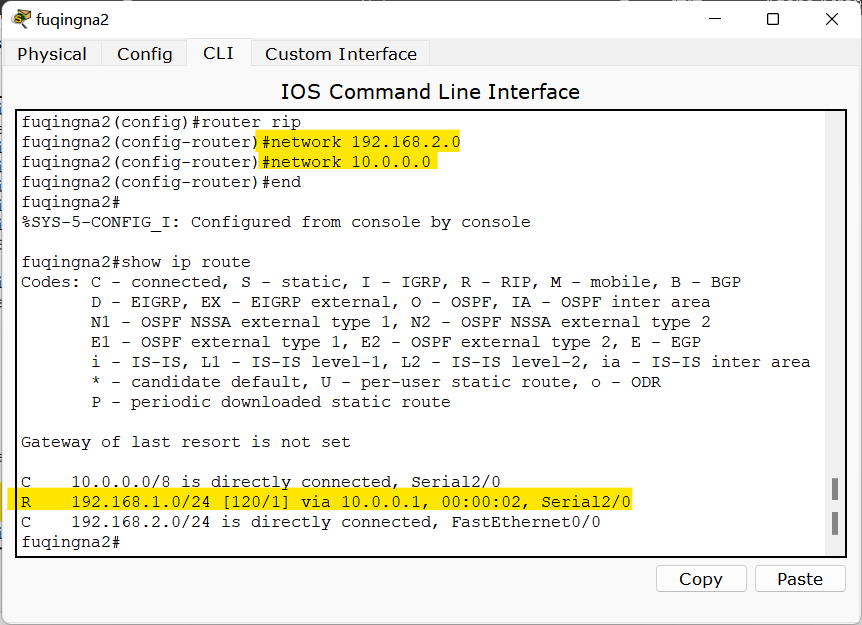 fuqingna2
Physical Config CLI Custom Interface
IOS Command Line Interface
fuqingna2(config)#router rip
fuqingna2(config-router)#network 192.168.2.0
fuqingna2(config-router)#network 10.0.0.0
fuqingna2(config-router)#end
fuqingna2#
%SYS-5-CONFIG_I: Configured from console by console
fuqingna2#show ip route
Codes: C - connected, S - static, I - IGRP, R - RIP, M - mobile, B - BGP
D - EIGRP, EX - EIGRP external, O - OSPF, IA - OSPF inter area
N1 - OSPF NSSA external type 1, N2 - OSPF NSSA external type 2
E1 - OSPF external type 1, E2 - OSPF external type 2, E - EGP
i - IS-IS, L1 - IS-IS level-1, L2 - IS-IS level-2, ia - IS-IS inter area
* - candidate default, U - per-user static route, o - ODR
P - periodic downloaded static route
Gateway of last resort is not set
C 10.0.0.0/8 is directly connected, Serial2/0
R 192.168.1.0/24 [120/1] via 10.0.0.1, 00:00:02, Serial2/0
C 192.168.2.0/24 is directly connected, FastEthernet0/0
fuqingna2#
Copy Paste